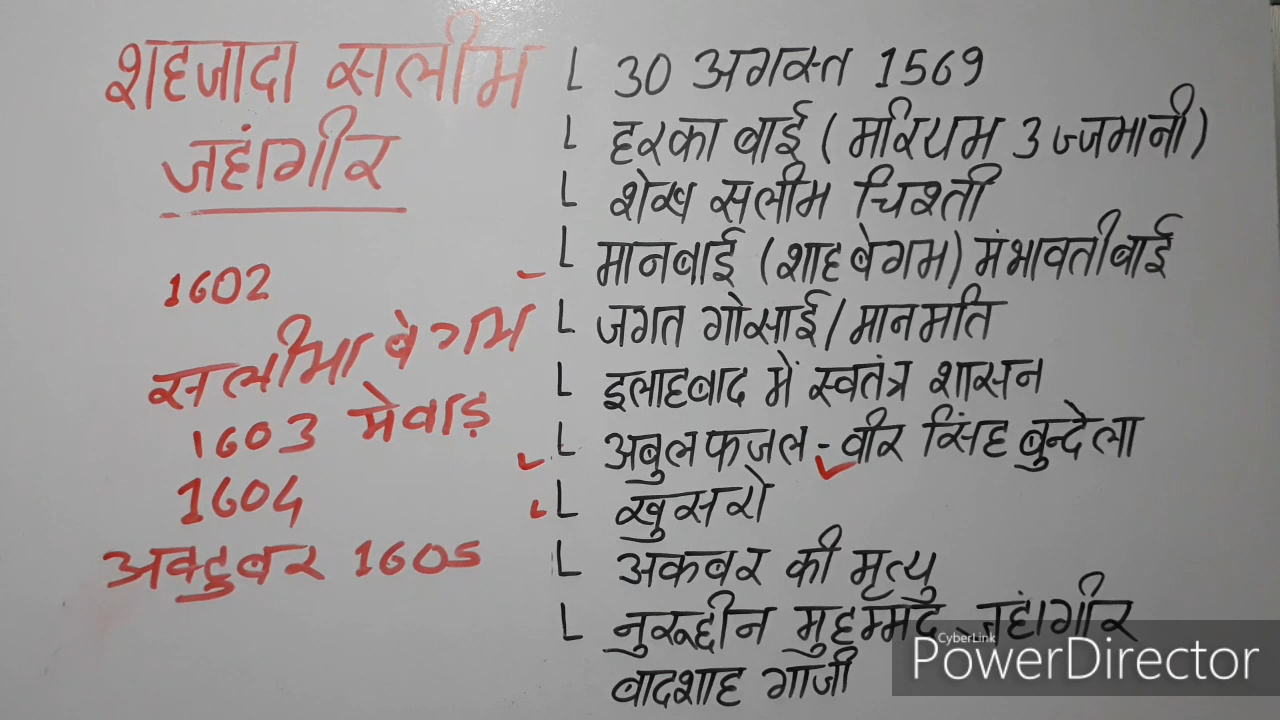 शहजादा सलीम
जहांगीर
1602
सलीमा बेगम
1603 मेवाड़
1604
अक्टुबर 1605
L 30 अगस्त 1569
L हरका बाई (मरियम उज्जमानी)
L शेख सलीम चिश्ती
L मानबाई (शाह बेगम) मंभावतीबाई
L जगत गोसाई/मानमति
L इलाहबाद में स्वतंत्र शासन
L अबुल फजल - वीर सिंह बुन्देला
L खुसरो
L अकबर की मृत्यु
L नुरुद्दीन मुहम्मद जहांगीर
बादशाह गाजी
CyberLink
PowerDirector